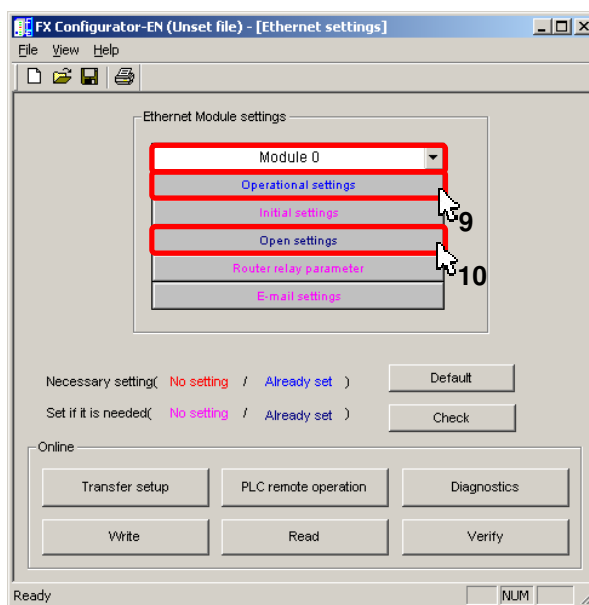 FX Configurator-EN (Unset file) - [Ethernet settings]
File View Help
Ethernet Module settings
Module 0
Operational settings
9
Initial settings
Open settings
10
Router relay parameter
E-mail settings
Necessary setting( No setting / Already set ) Default
Set if it is needed( No setting / Already set ) Check
Online
Transfer setup PLC remote operation Diagnostics
Write Read Verify
Ready NUM